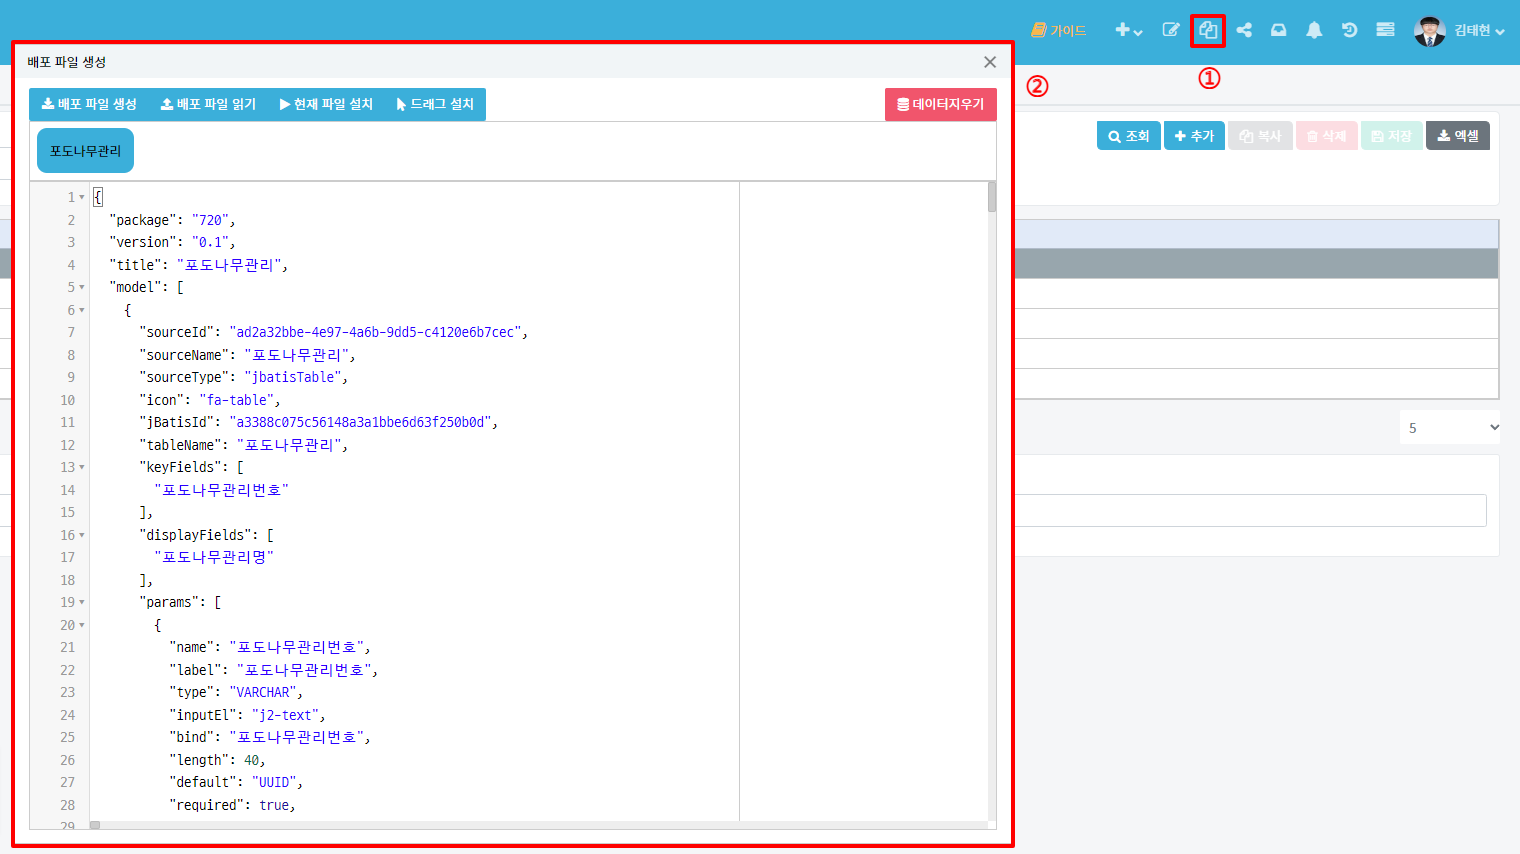 가이드
김태현
①
②
배포 파일 생성
배포 파일 생성 배포 파일 읽기 현재 파일 설치 드래그 설치 데이터지우기
조회 추가 복사 삭제 저장 엑셀
포도나무관리
1 {
2 "package": "720",
3 "version": "0.1",
4 "title": "포도나무관리",
5 "model": [
6 {
7 "sourceId": "ad2a32bbe-4e97-4a6b-9dd5-c4120e6b7cec",
8 "sourceName": "포도나무관리",
9 "sourceType": "jbatisTable",
10 "icon": "fa-table",
11 "jBatisId": "a3388c075c56148a3a1bbe6d63f250b0d",
12 "tableName": "포도나무관리",
13 "keyFields": [
14 "포도나무관리번호"
15 ],
16 "displayFields": [
17 "포도나무관리명"
18 ],
19 "params": [
20 {
21 "name": "포도나무관리번호",
22 "label": "포도나무관리번호",
23 "type": "VARCHAR",
24 "inputEl": "j2-text",
25 "bind": "포도나무관리번호",
26 "length": 40,
27 "default": "UUID",
28 "required": true,
29
5